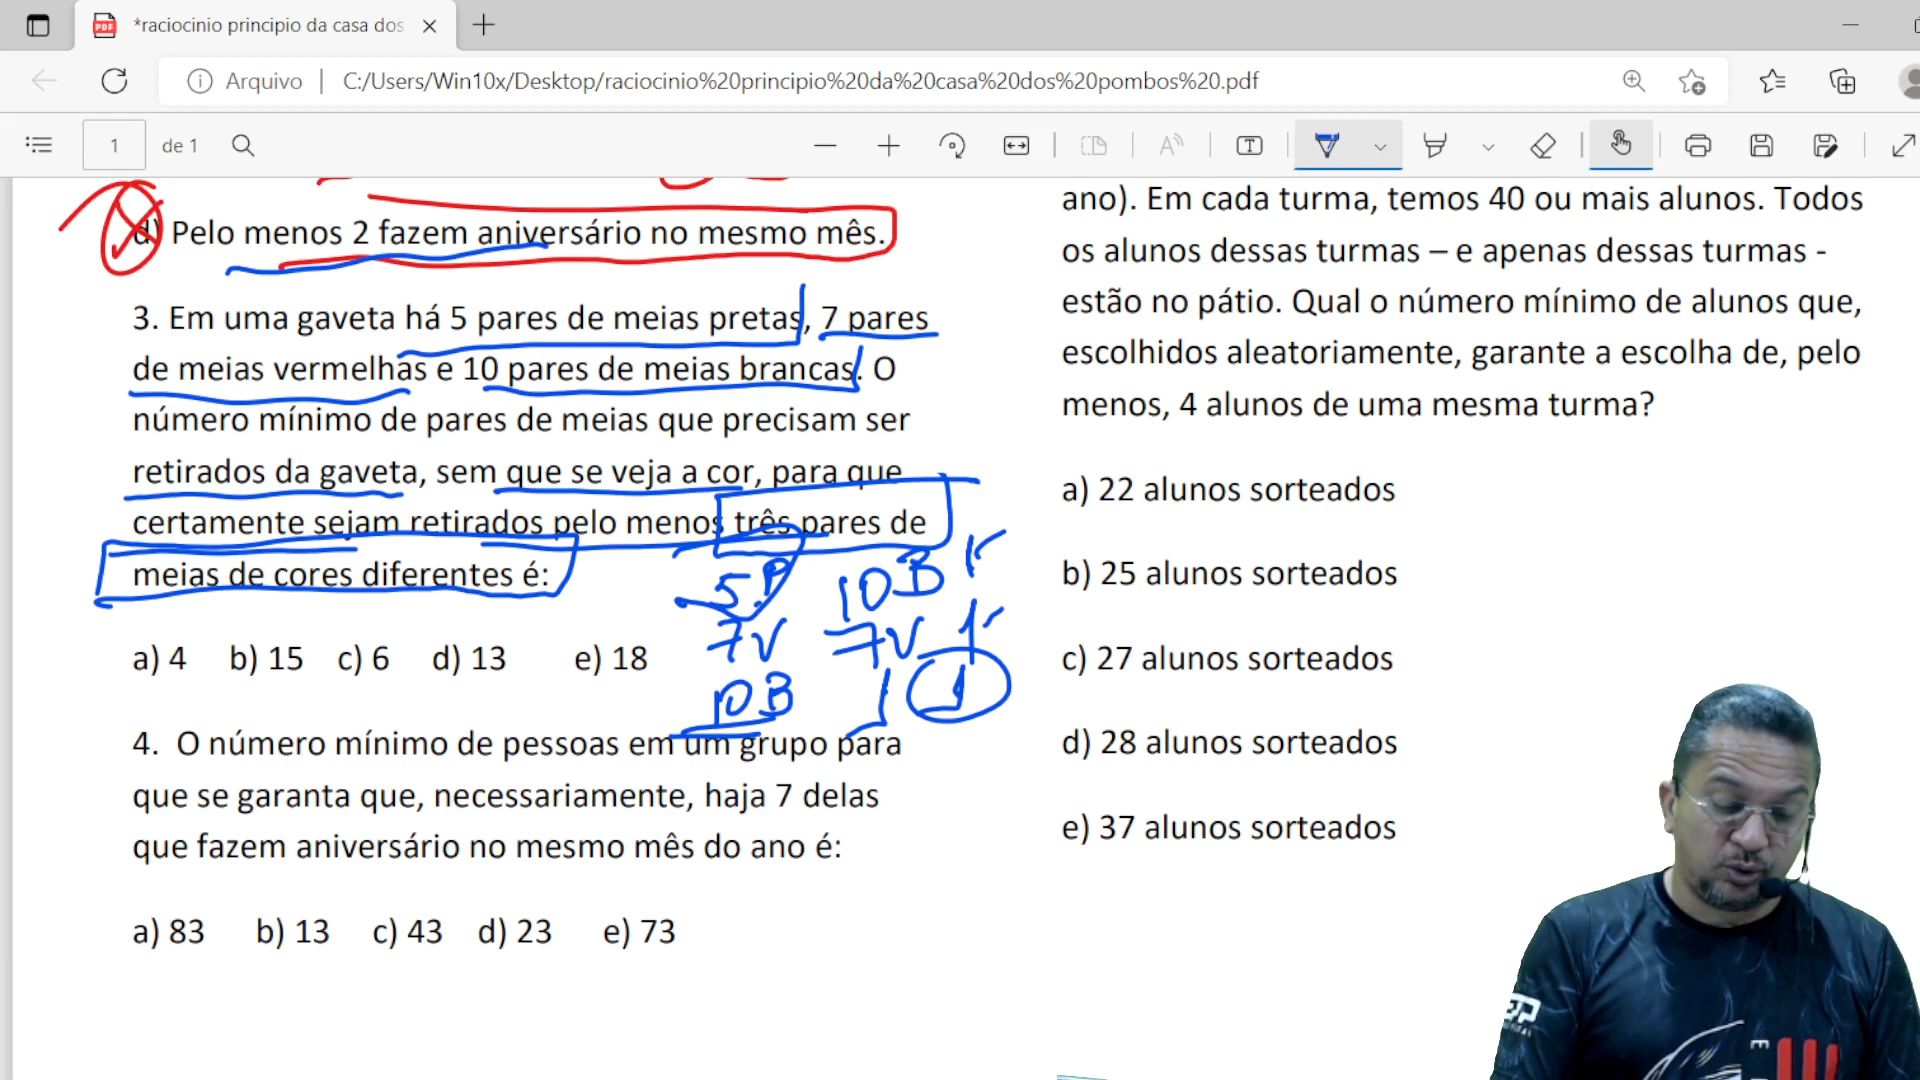 *raciocinio principio da casa dos
Arquivo | C:/Users/Win10x/Desktop/raciocinio%20principio%20da%20casa%20dos%20pombos%20.pdf
1 de 1
d) Pelo menos 2 fazem aniversário no mesmo mês.
3. Em uma gaveta há 5 pares de meias pretas, 7 pares
de meias vermelhas e 10 pares de meias brancas. O
número mínimo de pares de meias que precisam ser
retirados da gaveta, sem que se veja a cor, para que
certamente sejam retirados pelo menos três pares de
meias de cores diferentes é:
5P 10B
7V 7V
10B 1 1
a) 4 b) 15 c) 6 d) 13 e) 18
4. O número mínimo de pessoas em um grupo para
que se garanta que, necessariamente, haja 7 delas
que fazem aniversário no mesmo mês do ano é:
a) 83 b) 13 c) 43 d) 23 e) 73
ano). Em cada turma, temos 40 ou mais alunos. Todos
os alunos dessas turmas – e apenas dessas turmas -
estão no pátio. Qual o número mínimo de alunos que,
escolhidos aleatoriamente, garante a escolha de, pelo
menos, 4 alunos de uma mesma turma?
a) 22 alunos sorteados
b) 25 alunos sorteados
c) 27 alunos sorteados
d) 28 alunos sorteados
e) 37 alunos sorteados